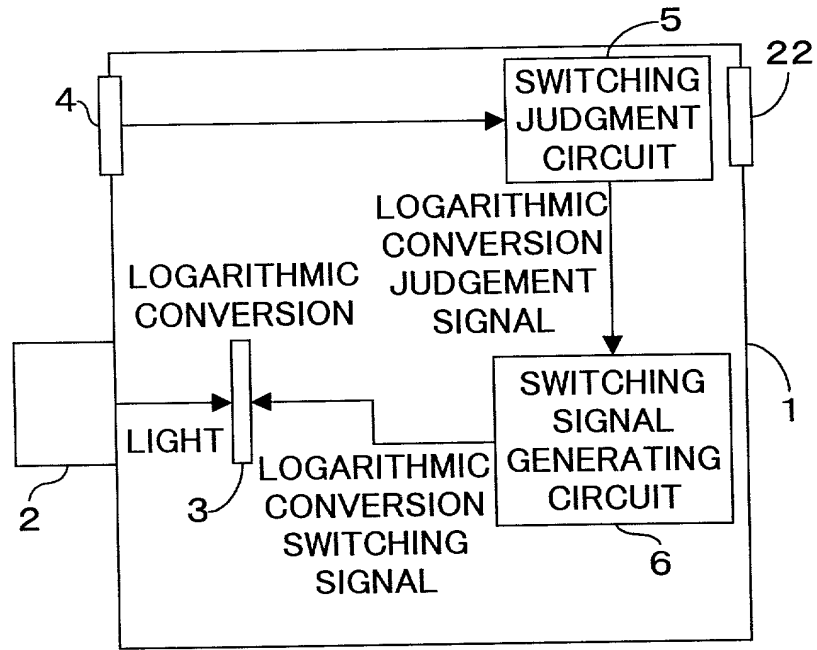 5
22
4
SWITCHING
JUDGMENT
CIRCUIT
LOGARITHMIC
CONVERSION
JUDGEMENT
SIGNAL
LOGARITHMIC
CONVERSION
SWITCHING
SIGNAL
GENERATING
CIRCUIT
1
LIGHT
2
3
LOGARITHMIC
CONVERSION
SWITCHING
SIGNAL
6